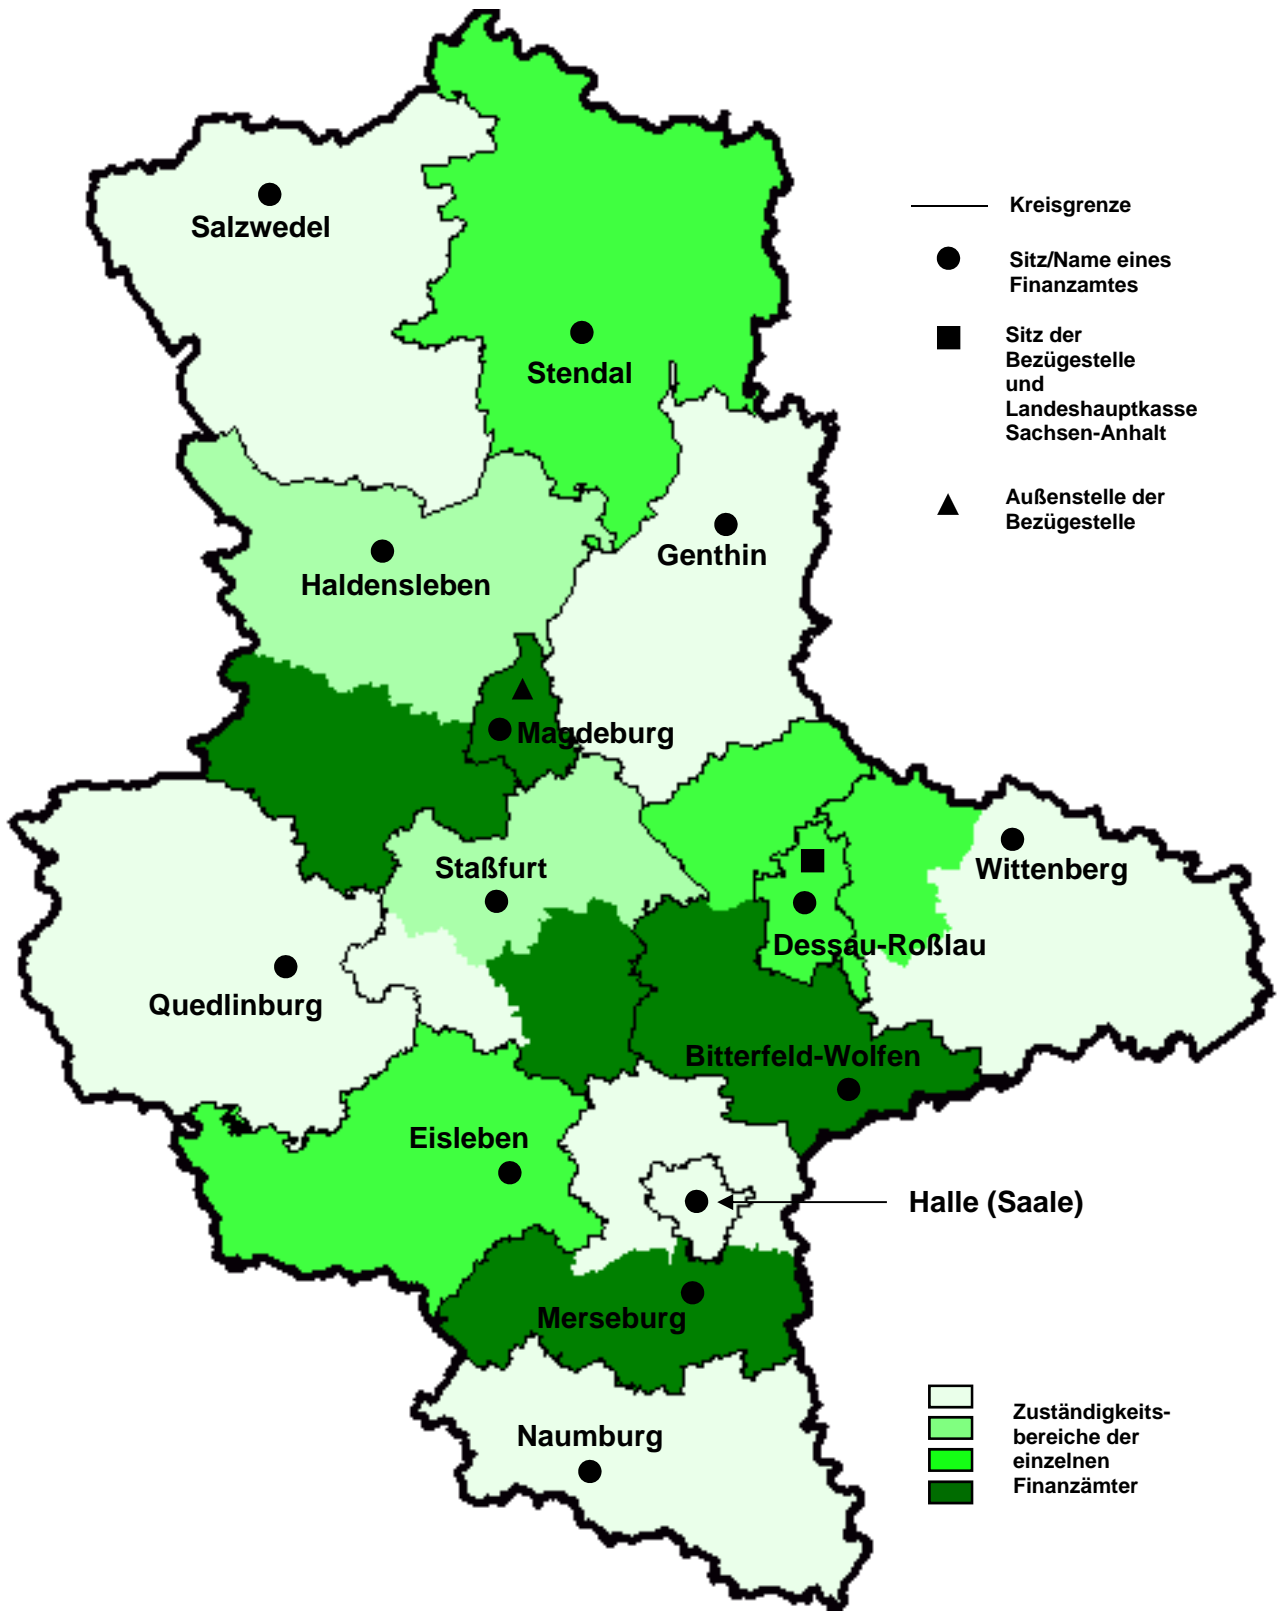 Salzwedel
Kreisgrenze
Sitz/Name eines
Finanzamtes
Sitz der
Bezügestelle
und
Landeshauptkasse
Sachsen-Anhalt
Stendal
Außenstelle der
Bezügestelle
Genthin
Haldensleben
Magdeburg
Staßfurt
Wittenberg
Dessau-Roßlau
Quedlinburg
Bitterfeld-Wolfen
Eisleben
Halle (Saale)
Merseburg
Naumburg
Zuständigkeits-
bereiche der
einzelnen
Finanzämter